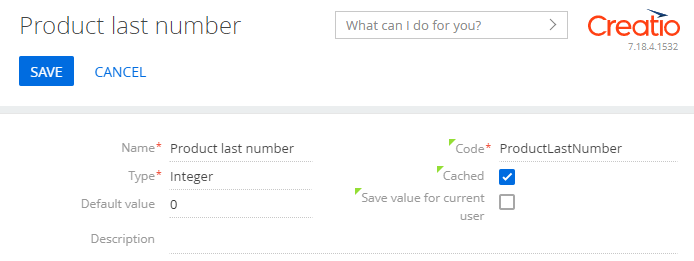 Product last number
What can I do for you?
Creatio
7.18.4.1532
SAVE
CANCEL
Name* Product last number
Code* ProductLastNumber
Type* Integer
Cached
Default value 0
Save value for current
user
Description